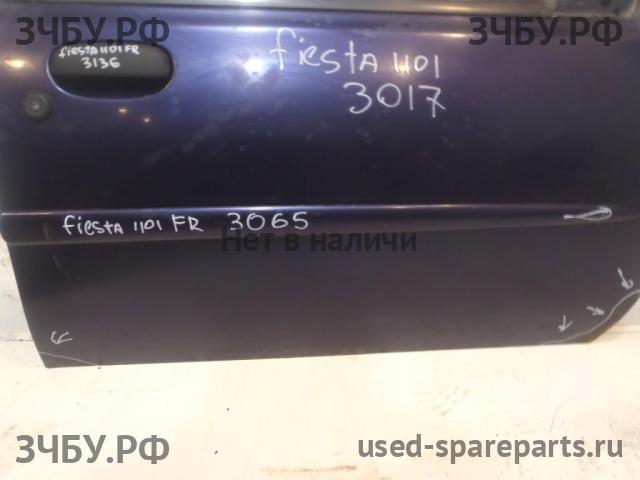 ЗЧБУ.РФ
ЗЧБУ.РФ
fiESTA 1101 FR
3136
fiesta 1101
3017
fiesta 1101 FR 3065
Нет в наличи
ЗЧБУ.РФ
used-spareparts.ru